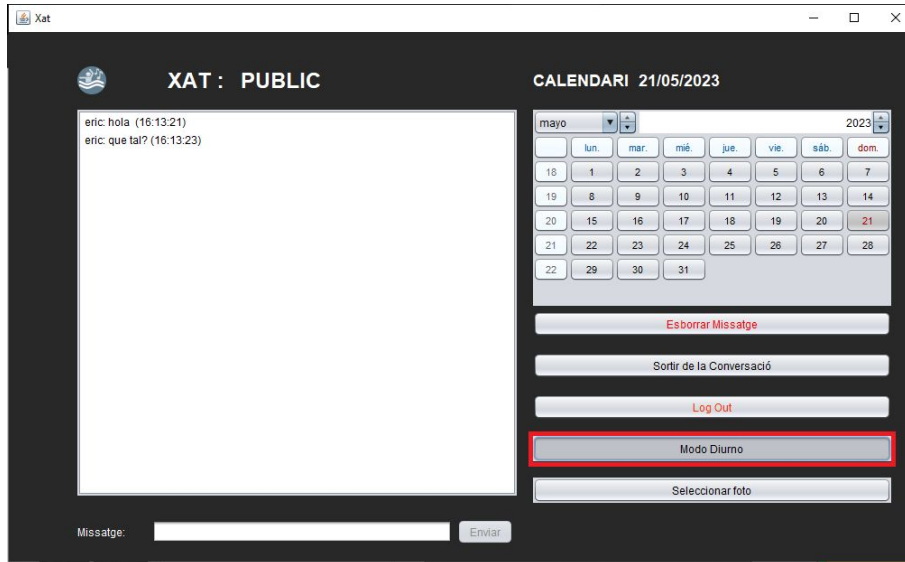 Xat
XAT : PUBLIC
eric: hola (16:13:21)
eric: que tal? (16:13:23)
Missatge:
Enviar
CALENDARI 21/05/2023
mayo 2023
lun. mar. mié. jue. vie. sáb. dom.
18 1 2 3 4 5 6 7
19 8 9 10 11 12 13 14
20 15 16 17 18 19 20 21
21 22 23 24 25 26 27 28
22 29 30 31
Esborrar Missatge
Sortir de la Conversació
Log Out
Modo Diurno
Seleccionar foto